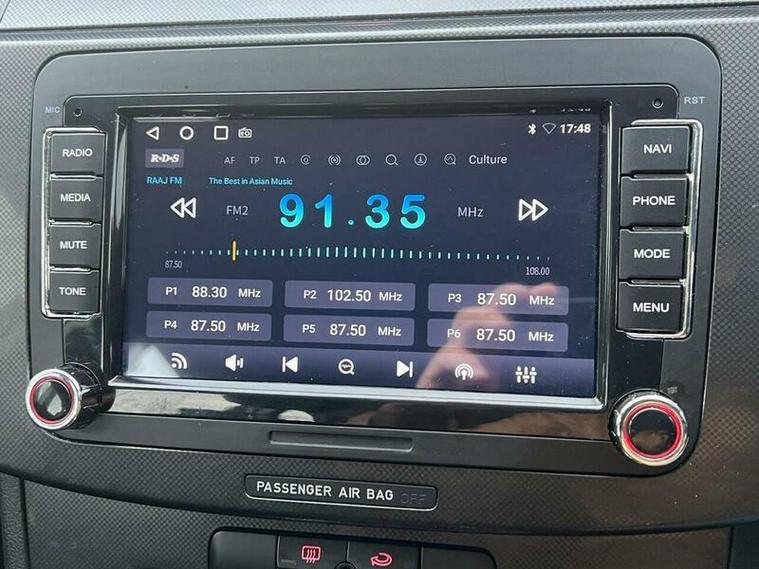 MIC
RST
17:48
RADIO
MEDIA
MUTE
TONE
R·D·S AF TP TA Culture
RAAJ FM The Best in Asian Music
FM2 91.35 MHz
87.50 108.00
P1 88.30 MHz P2 102.50 MHz P3 87.50 MHz
P4 87.50 MHz P5 87.50 MHz P6 87.50 MHz
NAVI
PHONE
MODE
MENU
PASSENGER AIR BAG OFF